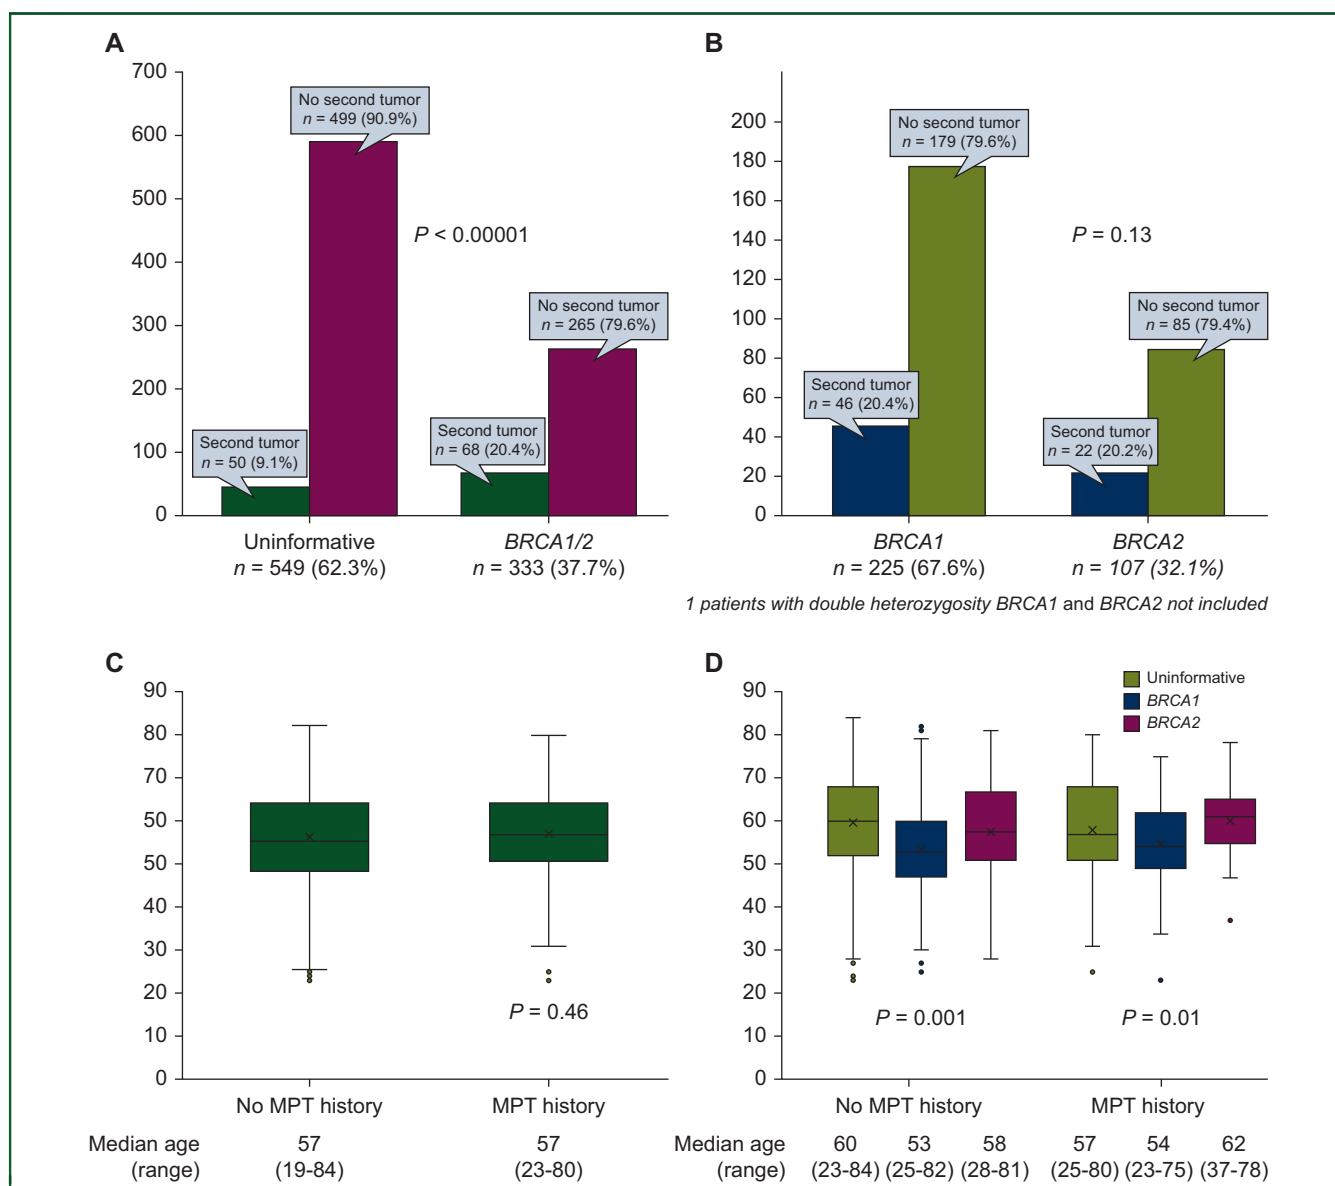 A
700
600
500
400
300
200
100
0
No second tumor
n = 499 (90.9%)
P < 0.00001
No second tumor
n = 265 (79.6%)
Second tumor
n = 50 (9.1%)
Second tumor
n = 68 (20.4%)
Uninformative
n = 549 (62.3%)
BRCA1/2
n = 333 (37.7%)
B
200
180
160
140
120
100
80
60
40
20
0
No second tumor
n = 179 (79.6%)
P = 0.13
No second tumor
n = 85 (79.4%)
Second tumor
n = 46 (20.4%)
Second tumor
n = 22 (20.2%)
BRCA1
n = 225 (67.6%)
BRCA2
n = 107 (32.1%)
1 patients with double heterozygosity BRCA1 and BRCA2 not included
C
90
80
70
60
50
40
30
20
10
0
P = 0.46
No MPT history
MPT history
Median age 57 57
(range) (19-84) (23-80)
D
90
80
70
60
50
40
30
20
10
0
Uninformative
BRCA1
BRCA2
P = 0.001
P = 0.01
No MPT history
MPT history
Median age 60 53 58 57 54 62
(range) (23-84) (25-82) (28-81) (25-80) (23-75) (37-78)